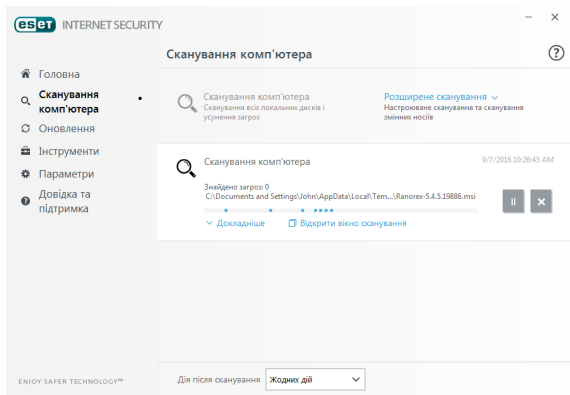 eset INTERNET SECURITY
Сканування комп'ютера
?
Головна
Сканування
комп'ютера
Оновлення
Інструменти
Параметри
Довідка та
підтримка
Сканування комп'ютера
Сканування всіх локальних дисків і
усунення загроз
Розширене сканування
Настроюване сканування та сканування
змінних носіїв
Сканування комп'ютера
9/7/2016 10:26:45 AM
Знайдено загроз: 0
C:\Documents and Settings\John\AppData\Local\Tem...\Ranorex-5.4.5.19886.msi
Докладніше
Відкрити вікно сканування
Дія після сканування
Жодних дій
ENJOY SAFER TECHNOLOGY™